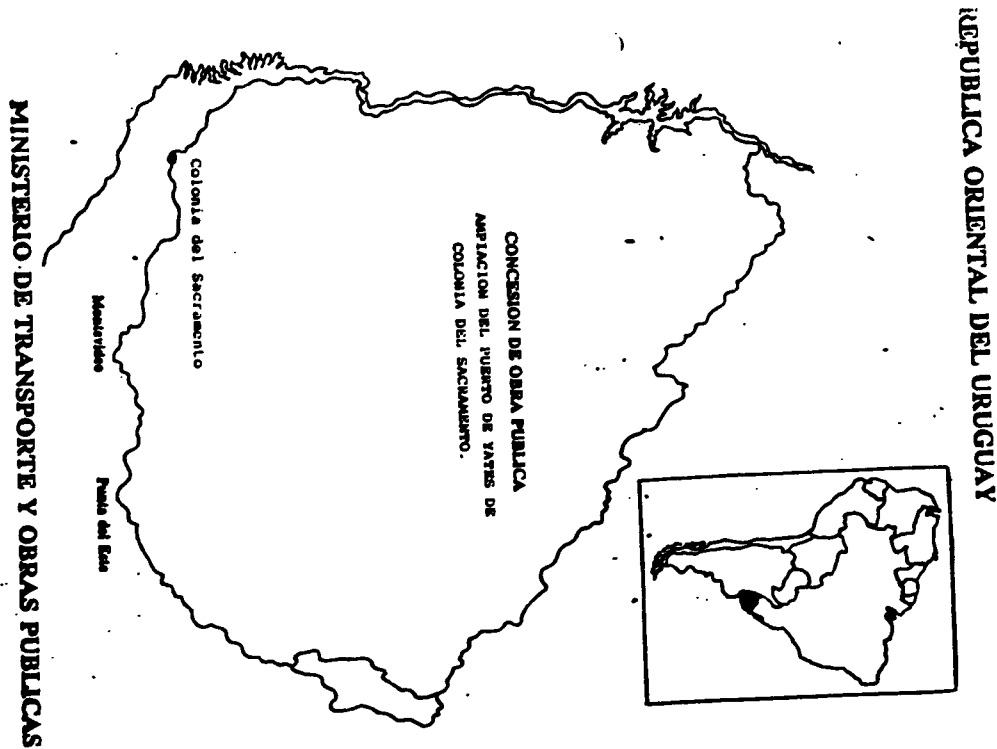 REPUBLICA ORIENTAL DEL URUGUAY
CONCESION DE OBRA PUBLICA
AMPIACION DEL PUERTO DE YATES DE
COLONIA DEL SACRAMENTO.
Colonia del Sacramento
Montevideo
Punta del Este
MINISTERIO DE TRANSPORTE Y OBRAS PUBLICAS